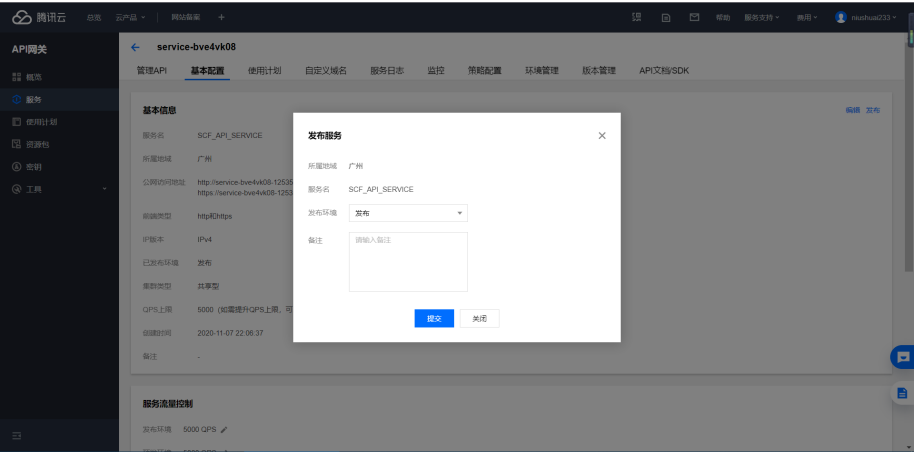 腾讯云 总览 云产品 网站备案 + 帮助 服务支持 费用 niushuai233
API网关 service-bve4vk08
管理API 基本配置 使用计划 自定义域名 服务日志 监控 策略配置 环境管理 版本管理 API文档/SDK
概览
服务
使用计划
资源包
密钥
工具
基本信息 编辑 发布
服务名 SCF_API_SERVICE
所属地域 广州
公网访问地址 http://service-bve4vk08-12535
https://service-bve4vk08-1253
前端类型 http和https
IP版本 IPv4
已发布环境 发布
集群类型 共享型
QPS上限 5000（如需提升QPS上限，可
创建时间 2020-11-07 22:06:37
备注 -
发布服务
所属地域 广州
服务名 SCF_API_SERVICE
发布环境 发布
备注 请输入备注
提交 关闭
服务流量控制
发布环境 5000 QPS